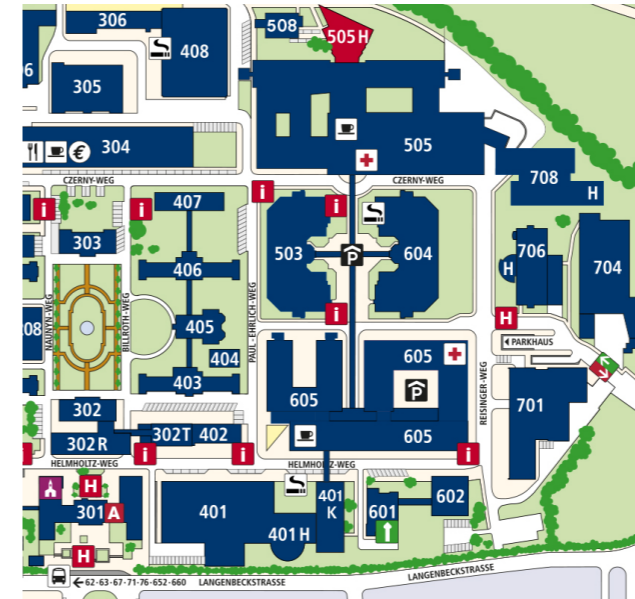 306
508
505 H
408
06
305
505
304
€
CZERNY-WEG
CZERNY-WEG
708
H
407
i
i
i
i
303
503
604
706
H
704
406
P
NAUNYN-WEG
BILLROTH-WEG
PAUL-EHRLICH-WEG
08
405
i
H
PARKHAUS
404
605
REISINGER-WEG
403
P
605
701
302
302 R
302T
402
605
i
i
i
HELMHOLTZ-WEG
HELMHOLTZ-WEG
H
301
A
401
401
K
401 H
601
602
H
62-63-67-71-76-652-660
LANGENBECKSTRASSE
LANGENBECKSTRASSE